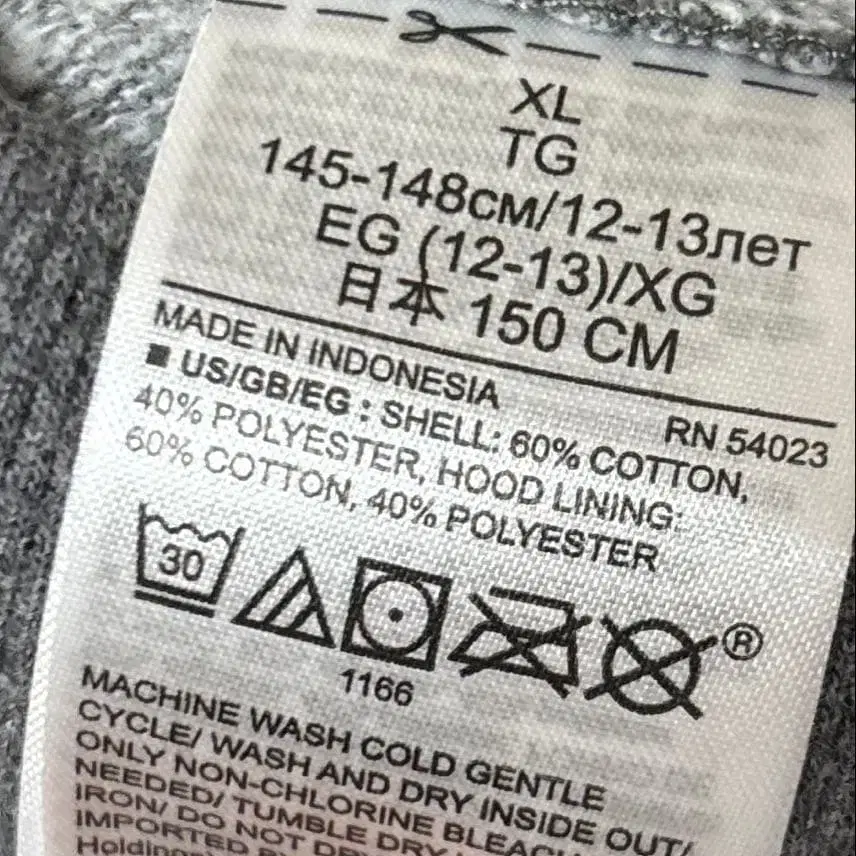 XL
TG
145-148см/12-13лет
EG (12-13)/XG
日本 150 CM
MADE IN INDONESIA
RN 54023
■ US/GB/EG : SHELL: 60% COTTON,
40% POLYESTER, HOOD LINING:
60% COTTON, 40% POLYESTER
30
®
1166
MACHINE WASH COLD GENTLE
CYCLE/ WASH AND DRY INSIDE OUT/
ONLY NON-CHLORINE BLEACH
NEEDED/ TUMBLE DRY
IRON/ DO NOT
IMPORTED
Holding